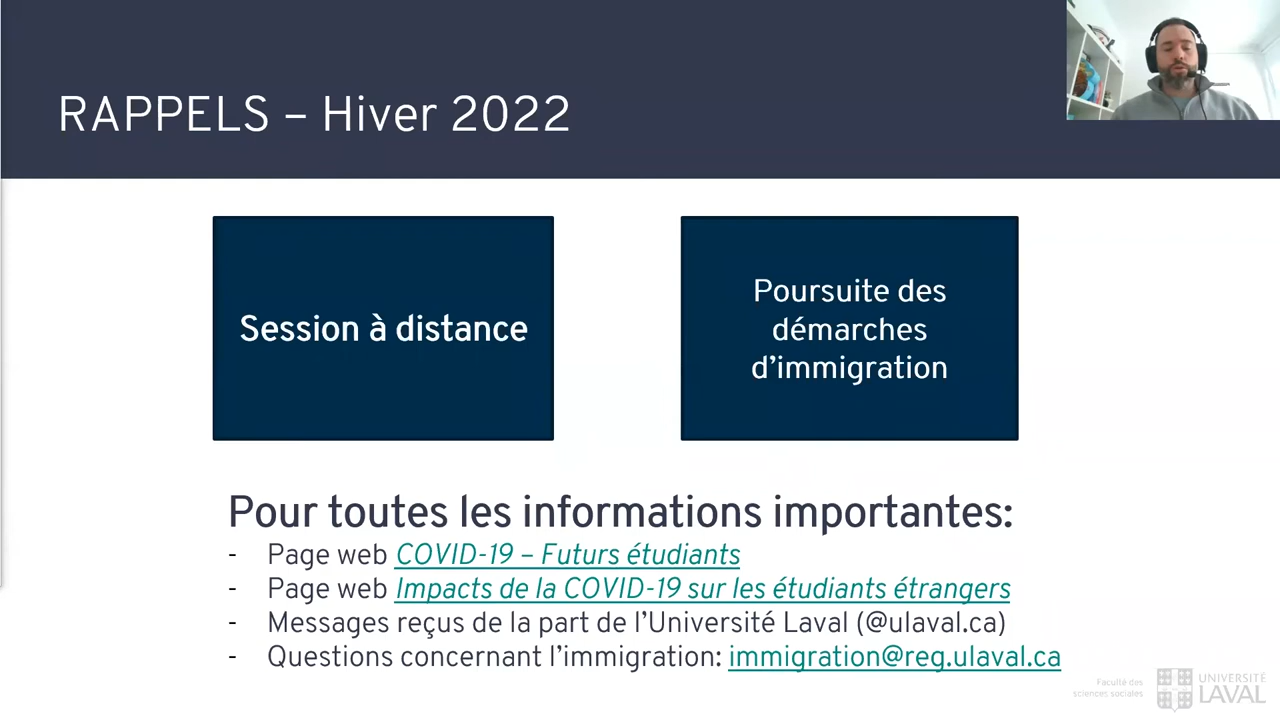 RAPPELS – Hiver 2022
Session à distance
Poursuite des
démarches
d'immigration
Pour toutes les informations importantes:
- Page web COVID-19 – Futurs étudiants
- Page web Impacts de la COVID-19 sur les étudiants étrangers
- Messages reçus de la part de l'Université Laval (@ulaval.ca)
- Questions concernant l'immigration: immigration@reg.ulaval.ca
Faculté des
sciences sociales
UNIVERSITÉ
LAVAL